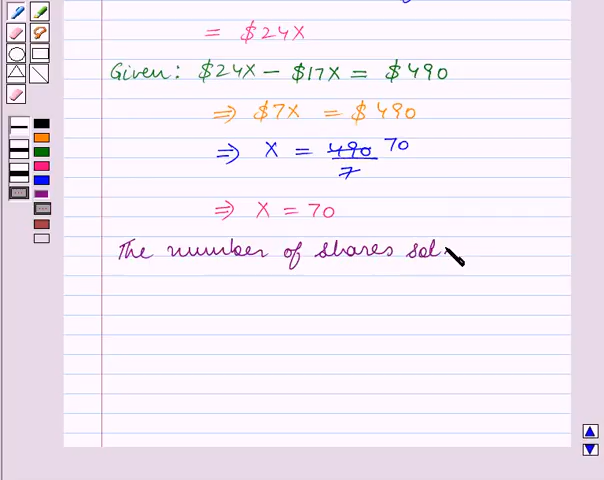 = $24X
Given: $24X − $17X = $490
⇒ $7X = $490
⇒ X = 490/7 70
⇒ X = 70
The number of shares sol